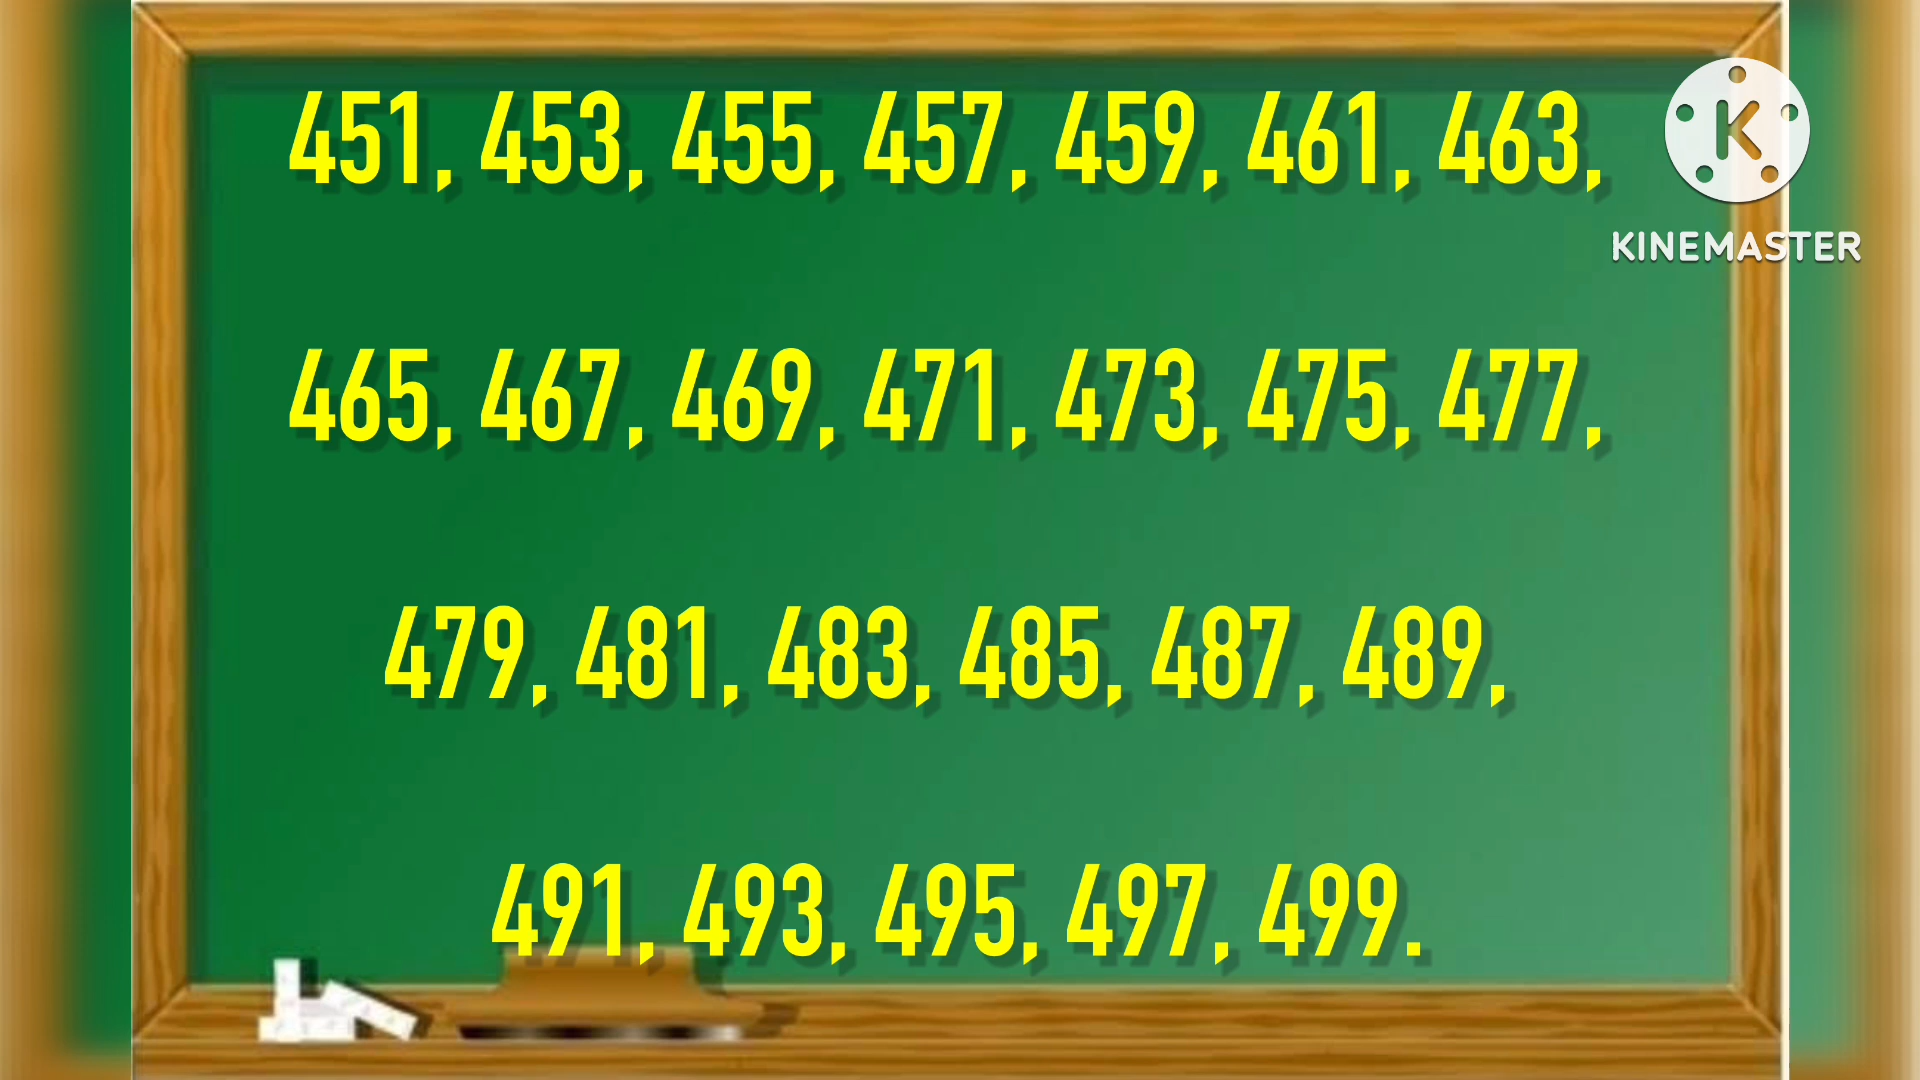 451, 453, 455, 457, 459, 461, 463,
K
KINEMASTER
465, 467, 469, 471, 473, 475, 477,
479, 481, 483, 485, 487, 489,
491, 493, 495, 497, 499.